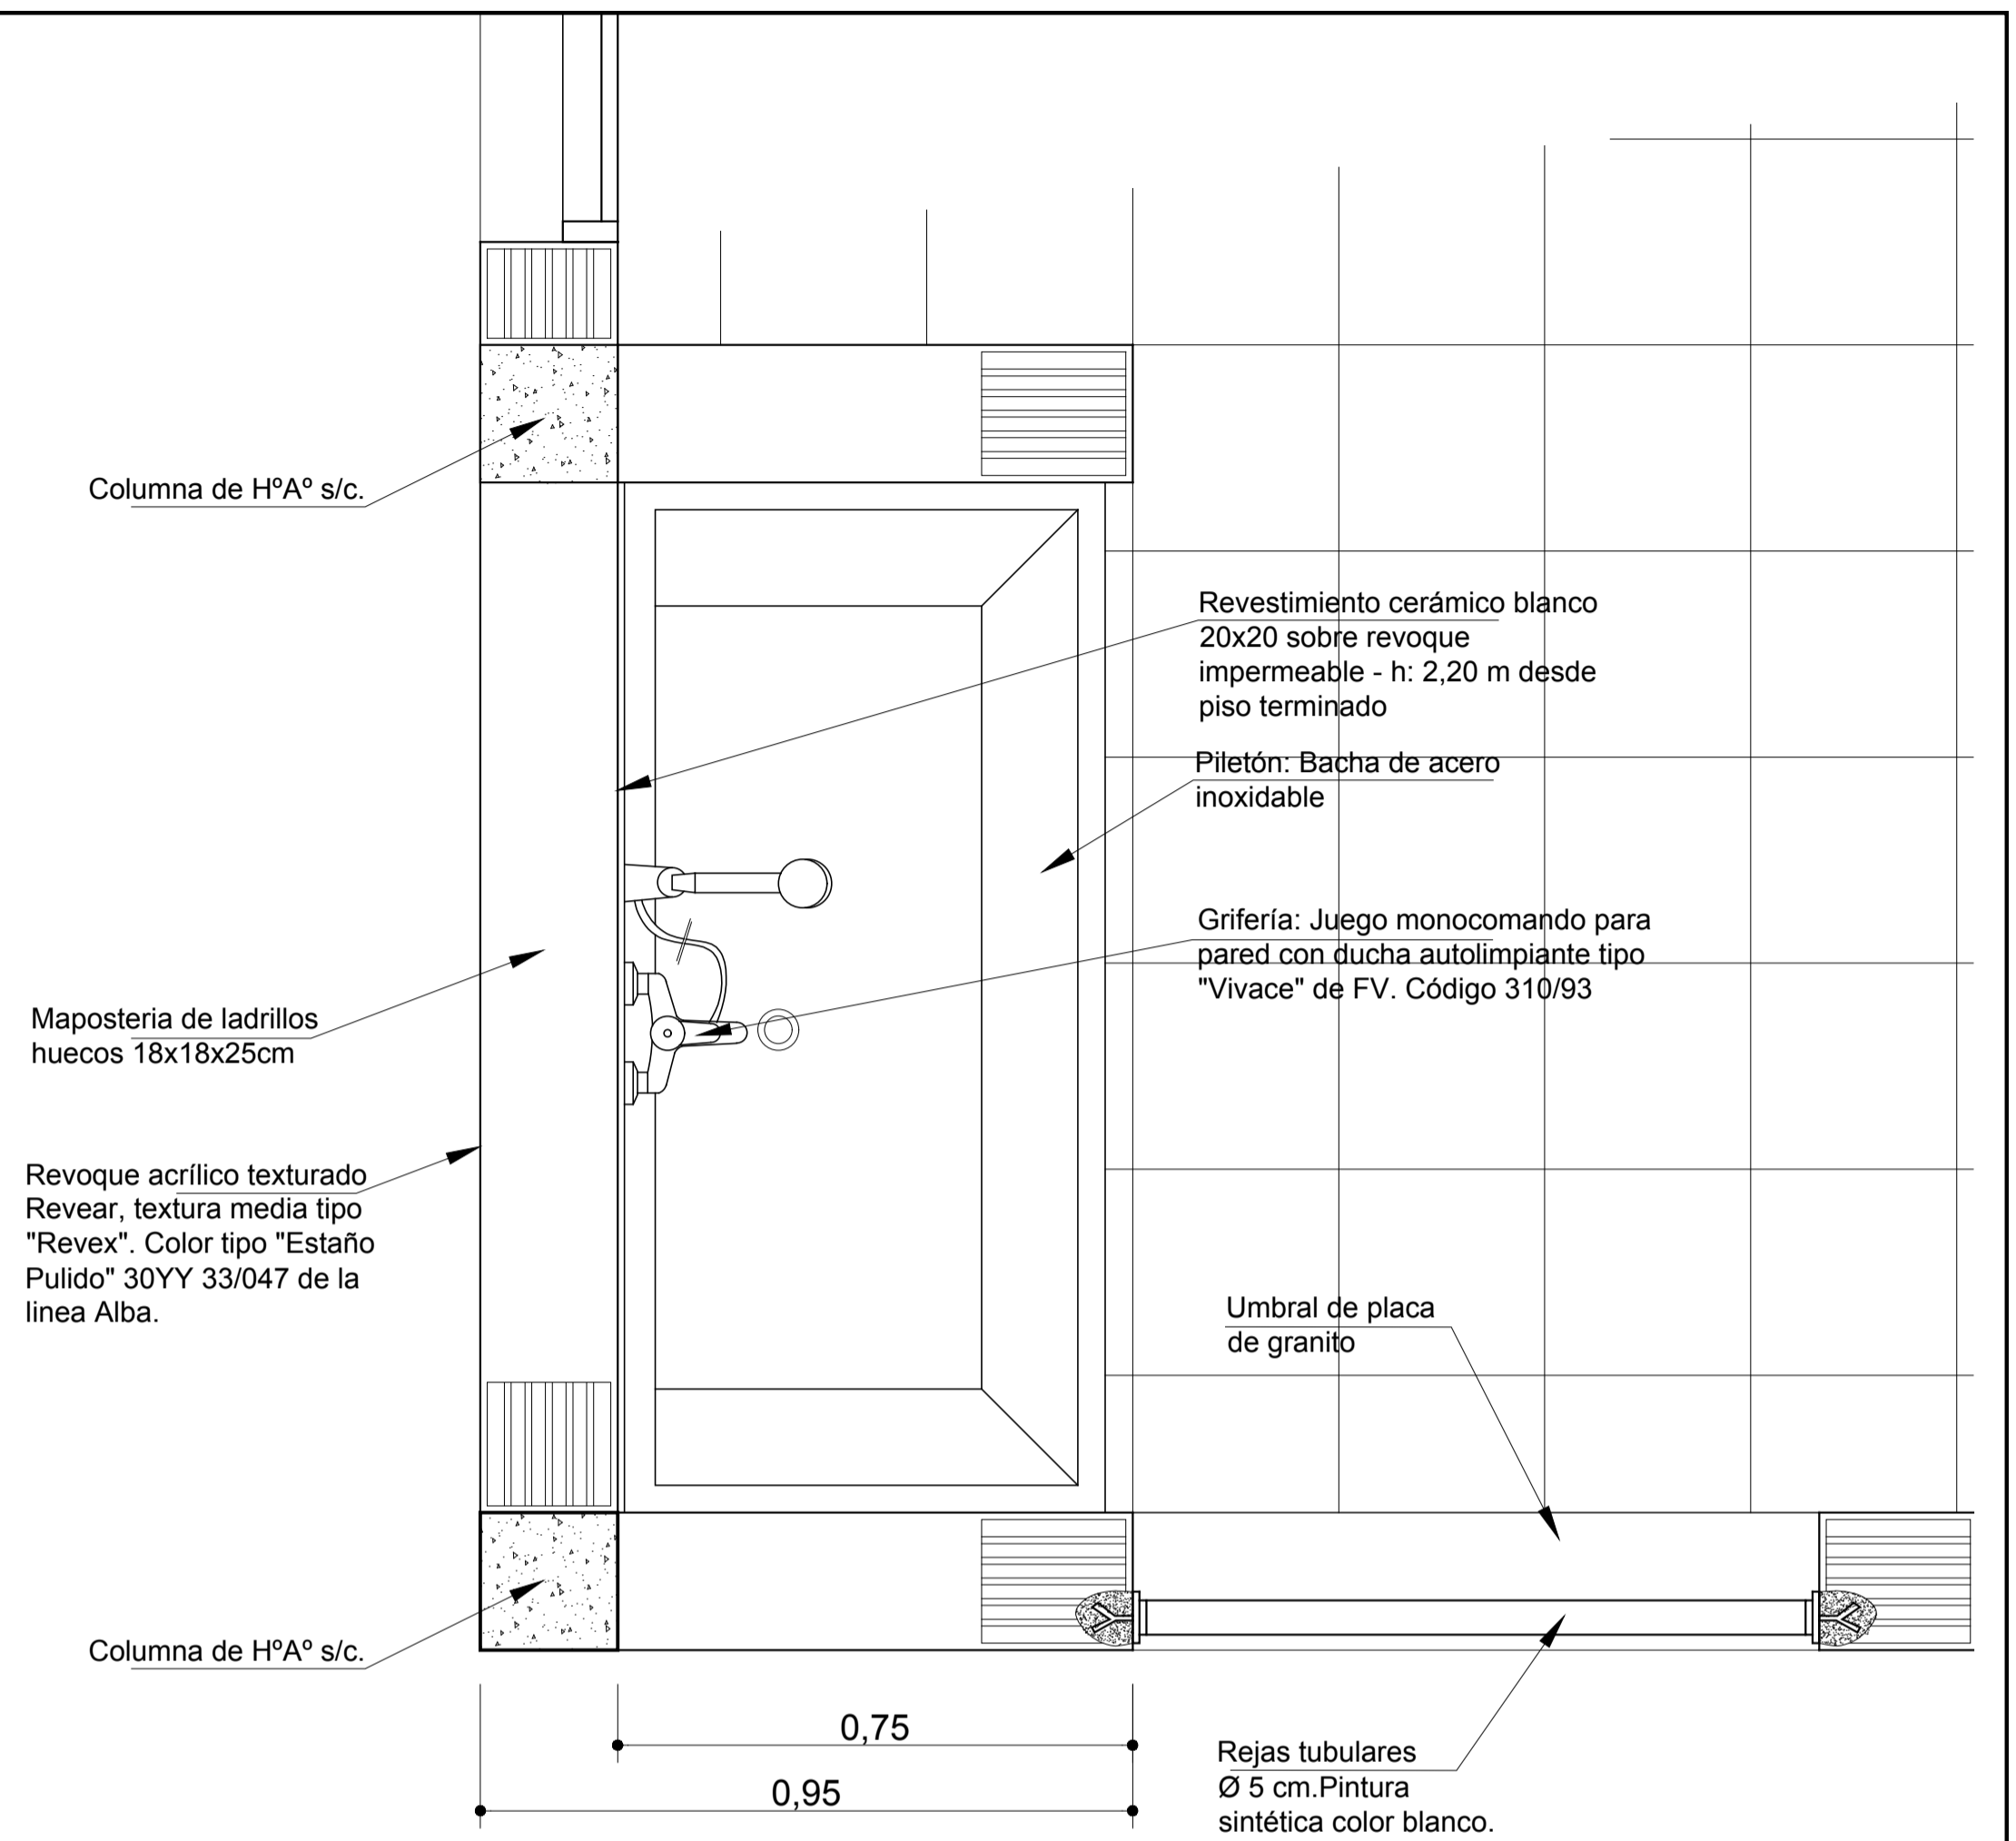 Columna de HºAº s/c.
Revestimiento cerámico blanco
20x20 sobre revoque
impermeable - h: 2,20 m desde
piso terminado
Piletón: Bacha de acero
inoxidable
Grifería: Juego monocomando para
pared con ducha autolimpiante tipo
"Vivace" de FV. Código 310/93
Maposteria de ladrillos
huecos 18x18x25cm
Revoque acrílico texturado
Revear, textura media tipo
"Revex". Color tipo "Estaño
Pulido" 30YY 33/047 de la
linea Alba.
Umbral de placa
de granito
Columna de HºAº s/c.
0,75
0,95
Rejas tubulares
Ø 5 cm.Pintura
sintética color blanco.